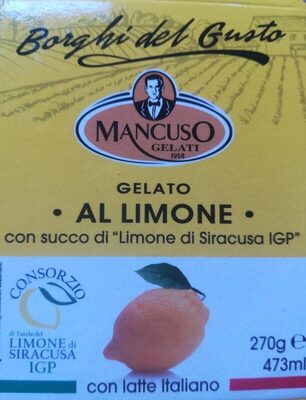 Borghi del Gusto
MANCUSO
GELATI
1958
GELATO
• AL LIMONE •
con succo di "Limone di Siracusa IGP"
CONSORZIO
di Tutela del
LIMONE di
SIRACUSA
IGP
270g e
473ml
con latte Italiano